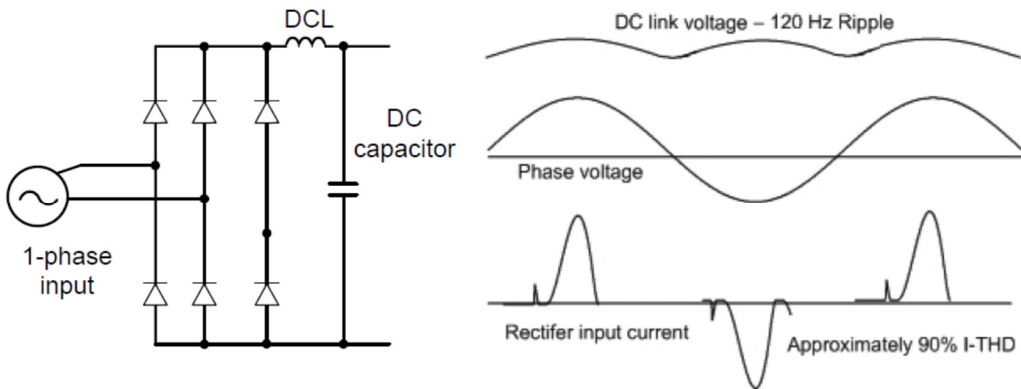 DCL
DC
capacitor
1-phase
input
DC link voltage – 120 Hz Ripple
Phase voltage
Rectifer input current
Approximately 90% I-THD